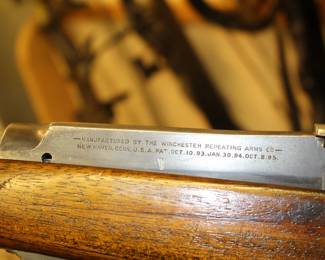 —MANUFACTURED BY THE WINCHESTER REPEATING ARMS CO.—
NEW HAVEN, CONN. U.S.A. PAT. OCT. 10. 93. JAN. 30. 94. OCT. 8. 95.